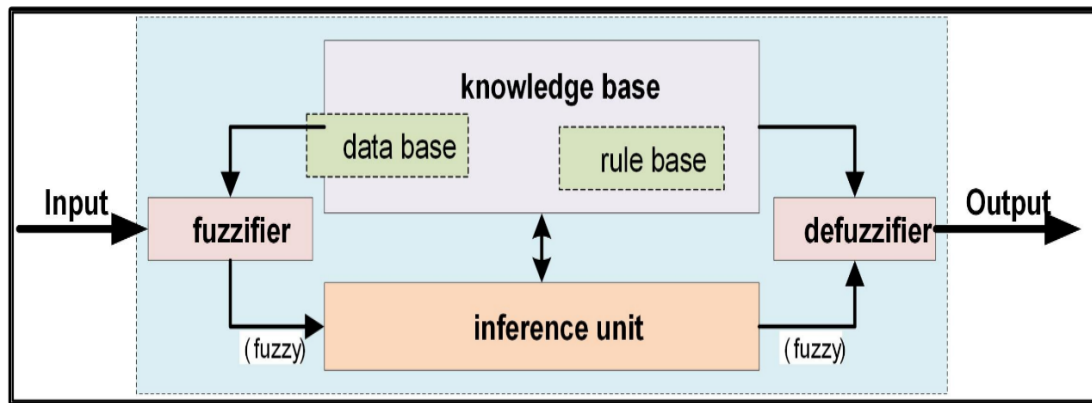 knowledge base
data base
rule base
Input
fuzzifier
defuzzifier
Output
inference unit
(fuzzy)
(fuzzy)